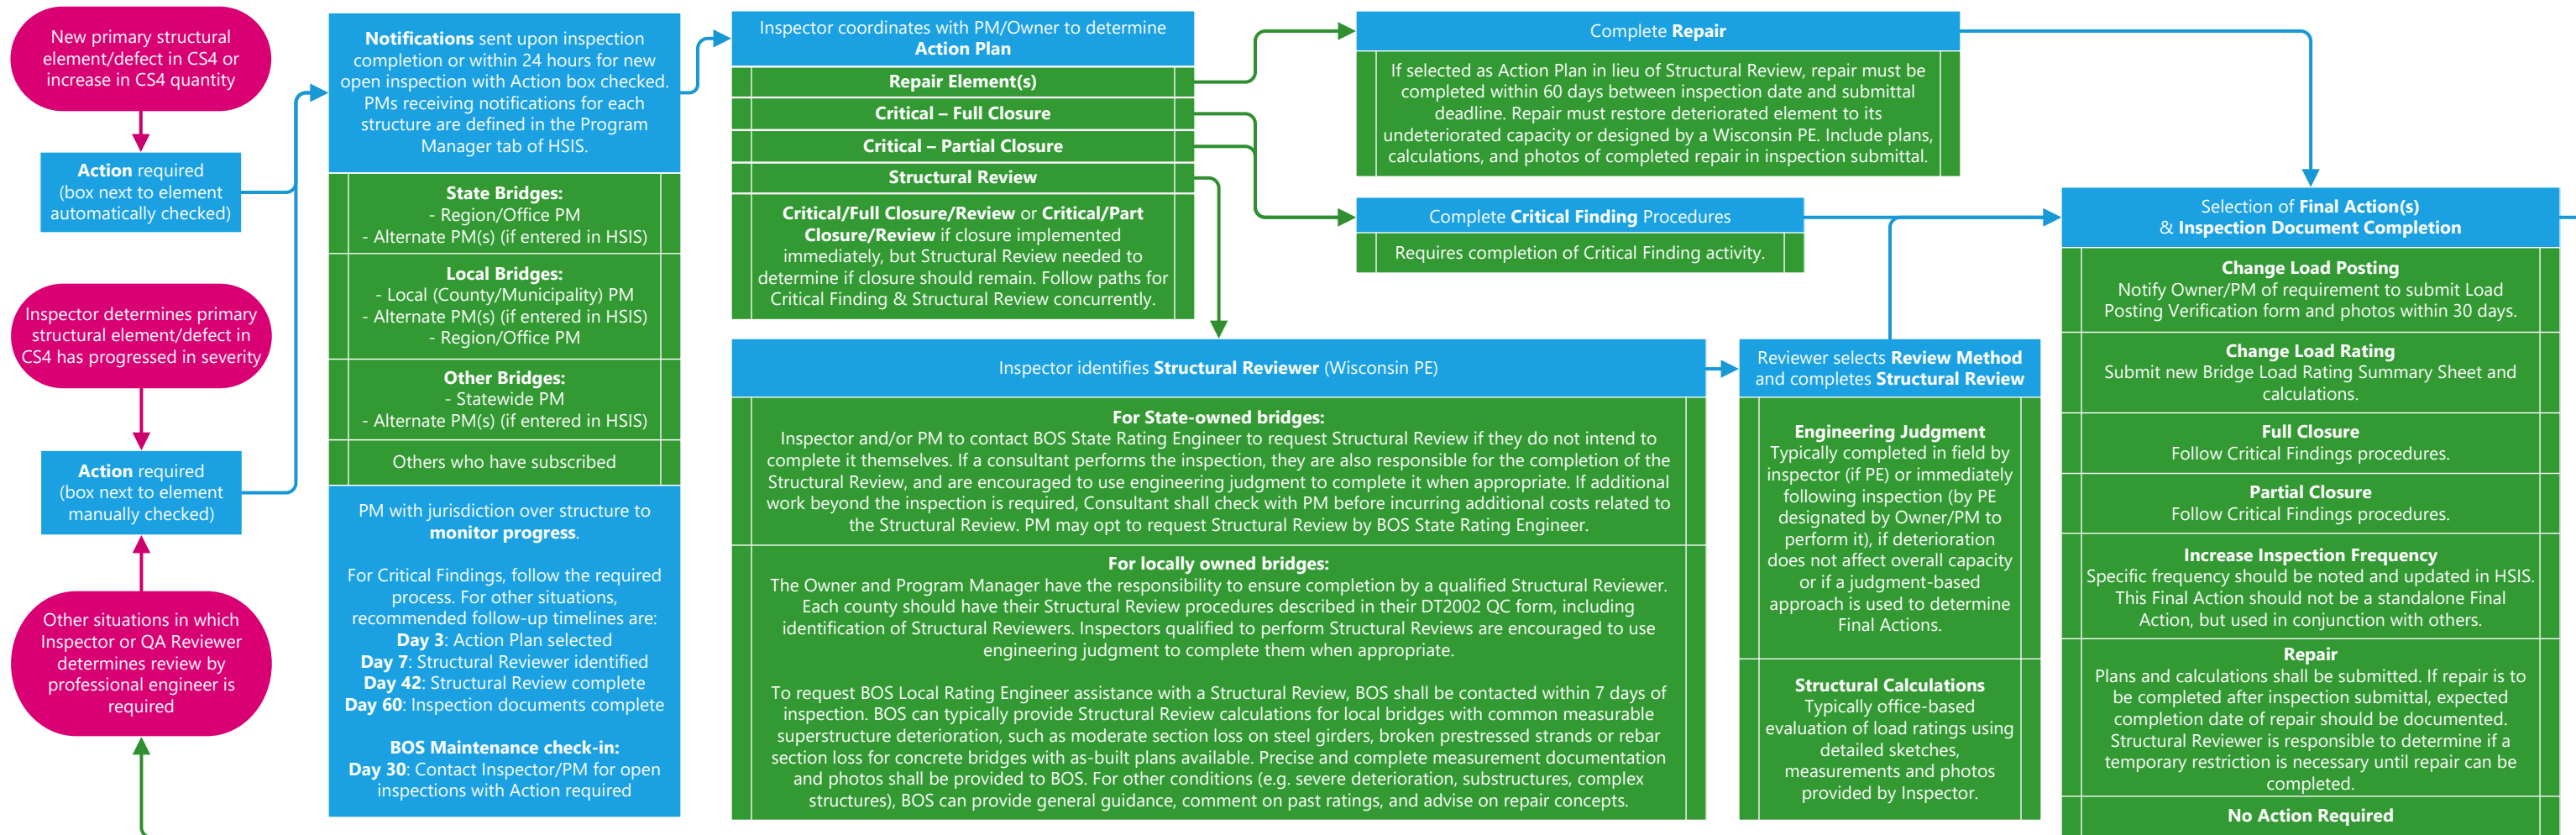 New primary structural
element/defect in CS4 or
increase in CS4 quantity
Action required
(box next to element
automatically checked)
Inspector determines primary
structural element/defect in
CS4 has progressed in severity
Action required
(box next to element
manually checked)
Other situations in which
Inspector or QA Reviewer
determines review by
professional engineer is
required
Notifications sent upon inspection
completion or within 24 hours for new
open inspection with Action box checked.
PMs receiving notifications for each
structure are defined in the Program
Manager tab of HSIS.
State Bridges:
- Region/Office PM
- Alternate PM(s) (if entered in HSIS)
Local Bridges:
- Local (County/Municipality) PM
- Alternate PM(s) (if entered in HSIS)
- Region/Office PM
Other Bridges:
- Statewide PM
- Alternate PM(s) (if entered in HSIS)
Others who have subscribed
PM with jurisdiction over structure to
monitor progress.
For Critical Findings, follow the required
process. For other situations,
recommended follow-up timelines are:
Day 3: Action Plan selected
Day 7: Structural Reviewer identified
Day 42: Structural Review complete
Day 60: Inspection documents complete
BOS Maintenance check-in:
Day 30: Contact Inspector/PM for open
inspections with Action required
Inspector coordinates with PM/Owner to determine
Action Plan
Repair Element(s)
Critical – Full Closure
Critical – Partial Closure
Structural Review
Critical/Full Closure/Review or Critical/Part
Closure/Review if closure implemented
immediately, but Structural Review needed to
determine if closure should remain. Follow paths for
Critical Finding & Structural Review concurrently.
Complete Repair
If selected as Action Plan in lieu of Structural Review, repair must be
completed within 60 days between inspection date and submittal
deadline. Repair must restore deteriorated element to its
undeteriorated capacity or designed by a Wisconsin PE. Include plans,
calculations, and photos of completed repair in inspection submittal.
Complete Critical Finding Procedures
Requires completion of Critical Finding activity.
Inspector identifies Structural Reviewer (Wisconsin PE)
For State-owned bridges:
Inspector and/or PM to contact BOS State Rating Engineer to request Structural Review if they do not intend to
complete it themselves. If a consultant performs the inspection, they are also responsible for the completion of the
Structural Review, and are encouraged to use engineering judgment to complete it when appropriate. If additional
work beyond the inspection is required, Consultant shall check with PM before incurring additional costs related to
the Structural Review. PM may opt to request Structural Review by BOS State Rating Engineer.
For locally owned bridges:
The Owner and Program Manager have the responsibility to ensure completion by a qualified Structural Reviewer.
Each county should have their Structural Review procedures described in their DT2002 QC form, including
identification of Structural Reviewers. Inspectors qualified to perform Structural Reviews are encouraged to use
engineering judgment to complete them when appropriate.
To request BOS Local Rating Engineer assistance with a Structural Review, BOS shall be contacted within 7 days of
inspection. BOS can typically provide Structural Review calculations for local bridges with common measurable
superstructure deterioration, such as moderate section loss on steel girders, broken prestressed strands or rebar
section loss for concrete bridges with as-built plans available. Precise and complete measurement documentation
and photos shall be provided to BOS. For other conditions (e.g. severe deterioration, substructures, complex
structures), BOS can provide general guidance, comment on past ratings, and advise on repair concepts.
Reviewer selects Review Method
and completes Structural Review
Engineering Judgment
Typically completed in field by
inspector (if PE) or immediately
following inspection (by PE
designated by Owner/PM to
perform it), if deterioration
does not affect overall capacity
or if a judgment-based
approach is used to determine
Final Actions.
Structural Calculations
Typically office-based
evaluation of load ratings using
detailed sketches,
measurements and photos
provided by Inspector.
Selection of Final Action(s)
& Inspection Document Completion
Change Load Posting
Notify Owner/PM of requirement to submit Load
Posting Verification form and photos within 30 days.
Change Load Rating
Submit new Bridge Load Rating Summary Sheet and
calculations.
Full Closure
Follow Critical Findings procedures.
Partial Closure
Follow Critical Findings procedures.
Increase Inspection Frequency
Specific frequency should be noted and updated in HSIS.
This Final Action should not be a standalone Final
Action, but used in conjunction with others.
Repair
Plans and calculations shall be submitted. If repair is to
be completed after inspection submittal, expected
completion date of repair should be documented.
Structural Reviewer is responsible to determine if a
temporary restriction is necessary until repair can be
completed.
No Action Required